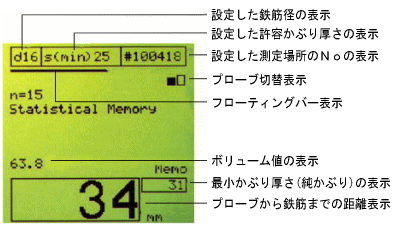 設定した鉄筋径の表示
設定した許容かぶり厚さの表示
d16 s(min)25 #100418
設定した測定場所のNoの表示
プローブ切替表示
フローティングバー表示
n=15
Statistical Memory
63.8
ボリューム値の表示
Memo
31
最小かぶり厚さ(純かぶり)の表示
34 mm
プローブから鉄筋までの距離表示